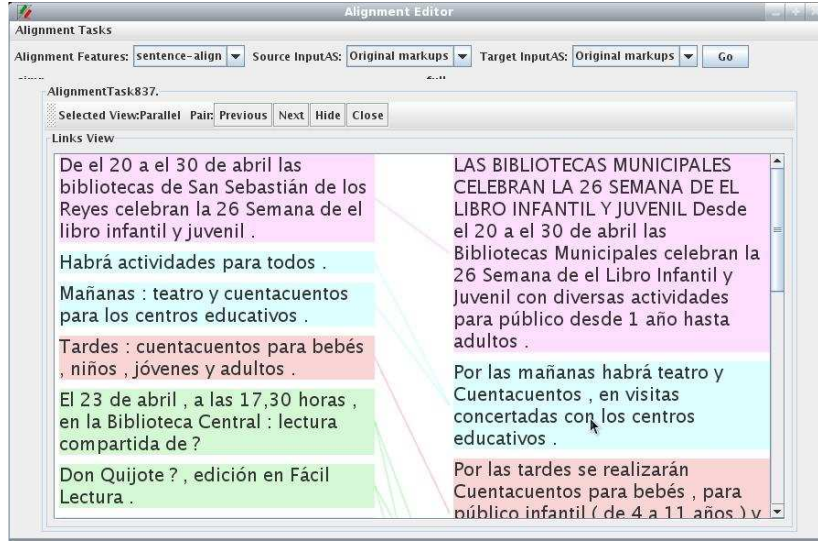 Alignment Editor
Alignment Tasks
Alignment Features: sentence-align Source InputAS: Original markups Target InputAS: Original markups Go
AlignmentTask837.
Selected View:Parallel Pair: Previous Next Hide Close
Links View
De el 20 a el 30 de abril las
bibliotecas de San Sebastián de los
Reyes celebran la 26 Semana de el
libro infantil y juvenil .
Habrá actividades para todos .
Mañanas : teatro y cuentacuentos
para los centros educativos .
Tardes : cuentacuentos para bebés
, niños , jóvenes y adultos .
El 23 de abril , a las 17,30 horas ,
en la Biblioteca Central : lectura
compartida de ?
Don Quijote ? , edición en Fácil
Lectura .
LAS BIBLIOTECAS MUNICIPALES
CELEBRAN LA 26 SEMANA DE EL
LIBRO INFANTIL Y JUVENIL Desde
el 20 a el 30 de abril las
Bibliotecas Municipales celebran la
26 Semana de el Libro Infantil y
Juvenil con diversas actividades
para público desde 1 año hasta
adultos .
Por las mañanas habrá teatro y
Cuentacuentos , en visitas
concertadas con los centros
educativos .
Por las tardes se realizarán
Cuentacuentos para bebés , para
público infantil ( de 4 a 11 años ) y